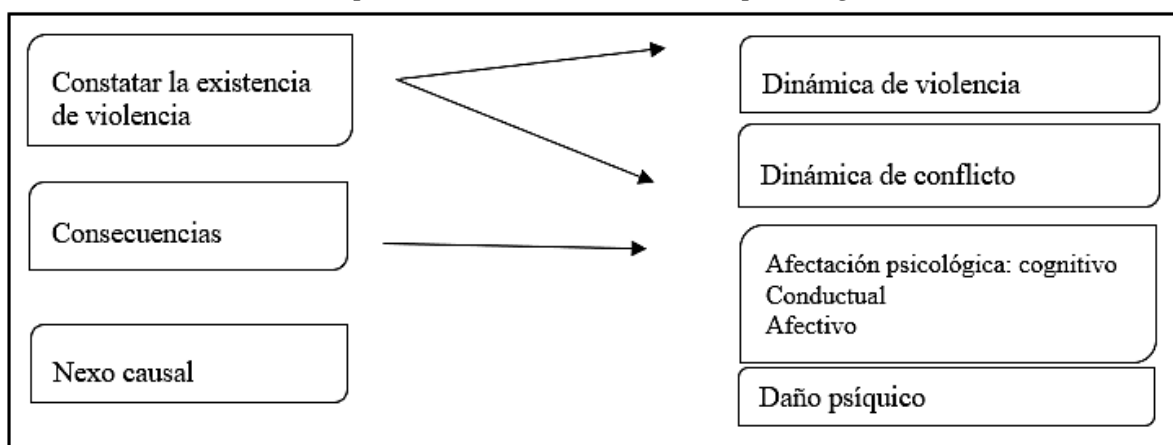 Constatar la existencia
de violencia
Consecuencias
Nexo causal
Dinámica de violencia
Dinámica de conflicto
Afectación psicológica: cognitivo
Conductual
Afectivo
Daño psíquico